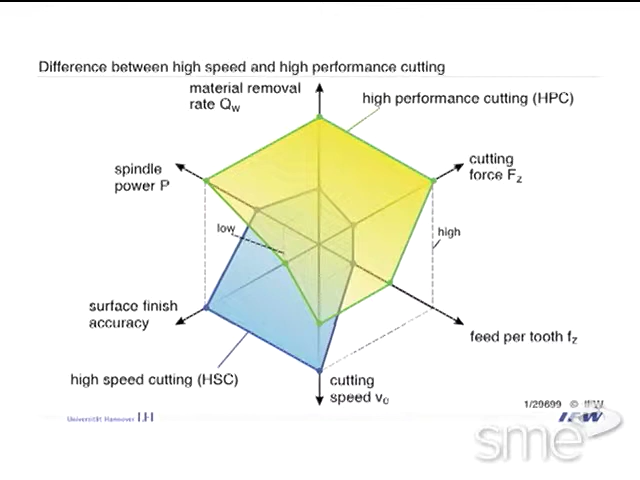 Difference between high speed and high performance cutting
material removal
rate Qw
high performance cutting (HPC)
spindle
power P
cutting
force Fz
low
high
surface finish
accuracy
feed per tooth fz
high speed cutting (HSC)
cutting
speed vc
1/29699 © IFW
Universität Hannover LH
IFW
sme